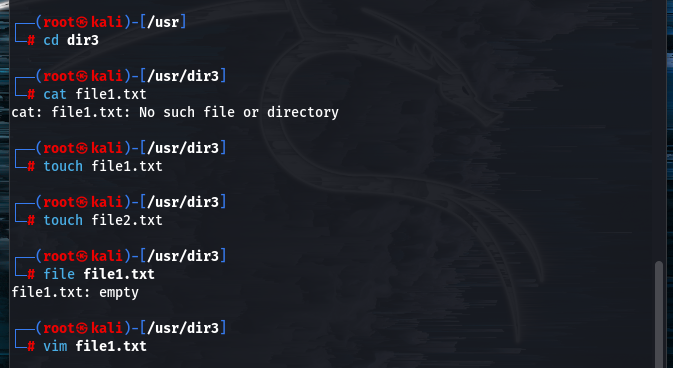 ┌──(root㉿kali)-[/usr]
└─# cd dir3
┌──(root㉿kali)-[/usr/dir3]
└─# cat file1.txt
cat: file1.txt: No such file or directory
┌──(root㉿kali)-[/usr/dir3]
└─# touch file1.txt
┌──(root㉿kali)-[/usr/dir3]
└─# touch file2.txt
┌──(root㉿kali)-[/usr/dir3]
└─# file file1.txt
file1.txt: empty
┌──(root㉿kali)-[/usr/dir3]
└─# vim file1.txt